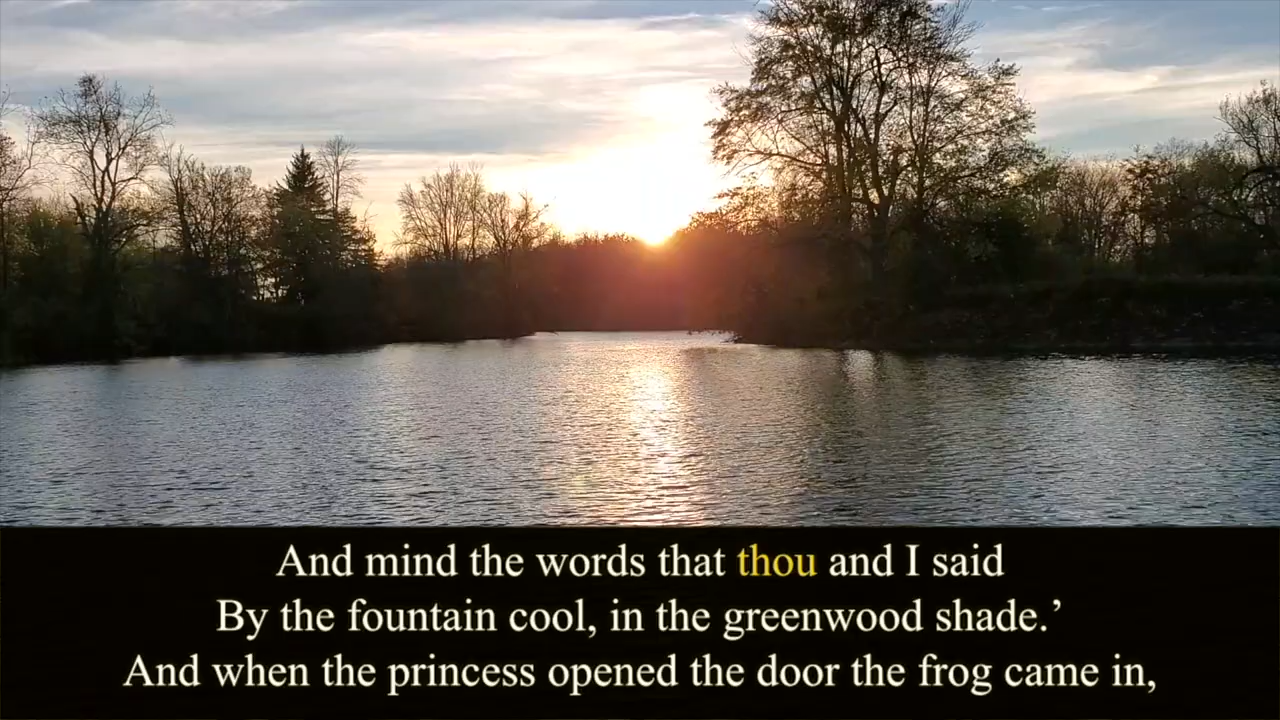 And mind the words that thou and I said
By the fountain cool, in the greenwood shade.’
And when the princess opened the door the frog came in,